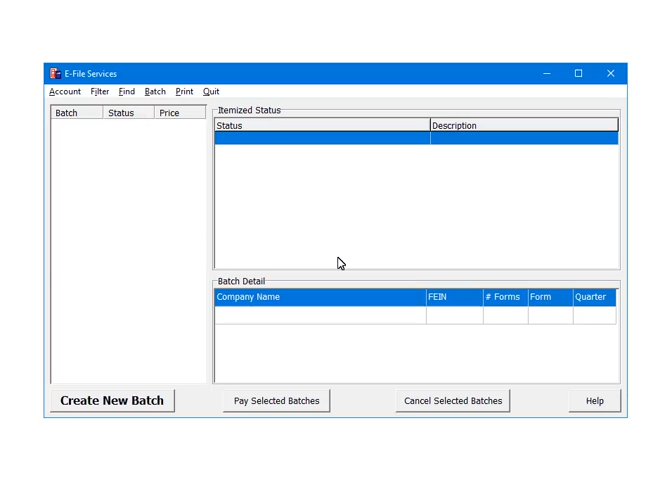 E-File Services
Account Filter Find Batch Print Quit
Batch Status Price
Itemized Status
Status Description
Batch Detail
Company Name FEIN # Forms Form Quarter
Create New Batch Pay Selected Batches Cancel Selected Batches Help